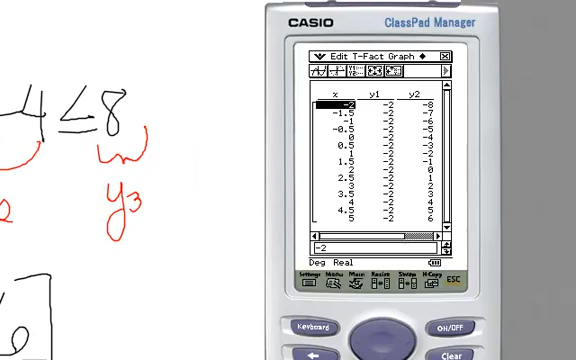 CASIO
ClassPad Manager
Edit T-Fact Graph ◆
x y1 y2
-2 -2 -8
-1.5 -2 -7
-1 -2 -6
-0.5 -2 -5
0 -2 -4
0.5 -2 -3
1 -2 -2
1.5 -2 -1
2 -2 0
2.5 -2 1
3 -2 2
3.5 -2 3
4 -2 4
4.5 -2 5
5 -2 6
-2
Deg Real
Settings Menu Main Resize Swap H-Copy ESC
Keyboard ON/OFF
Clear
-4 ≤ 8
y3
6